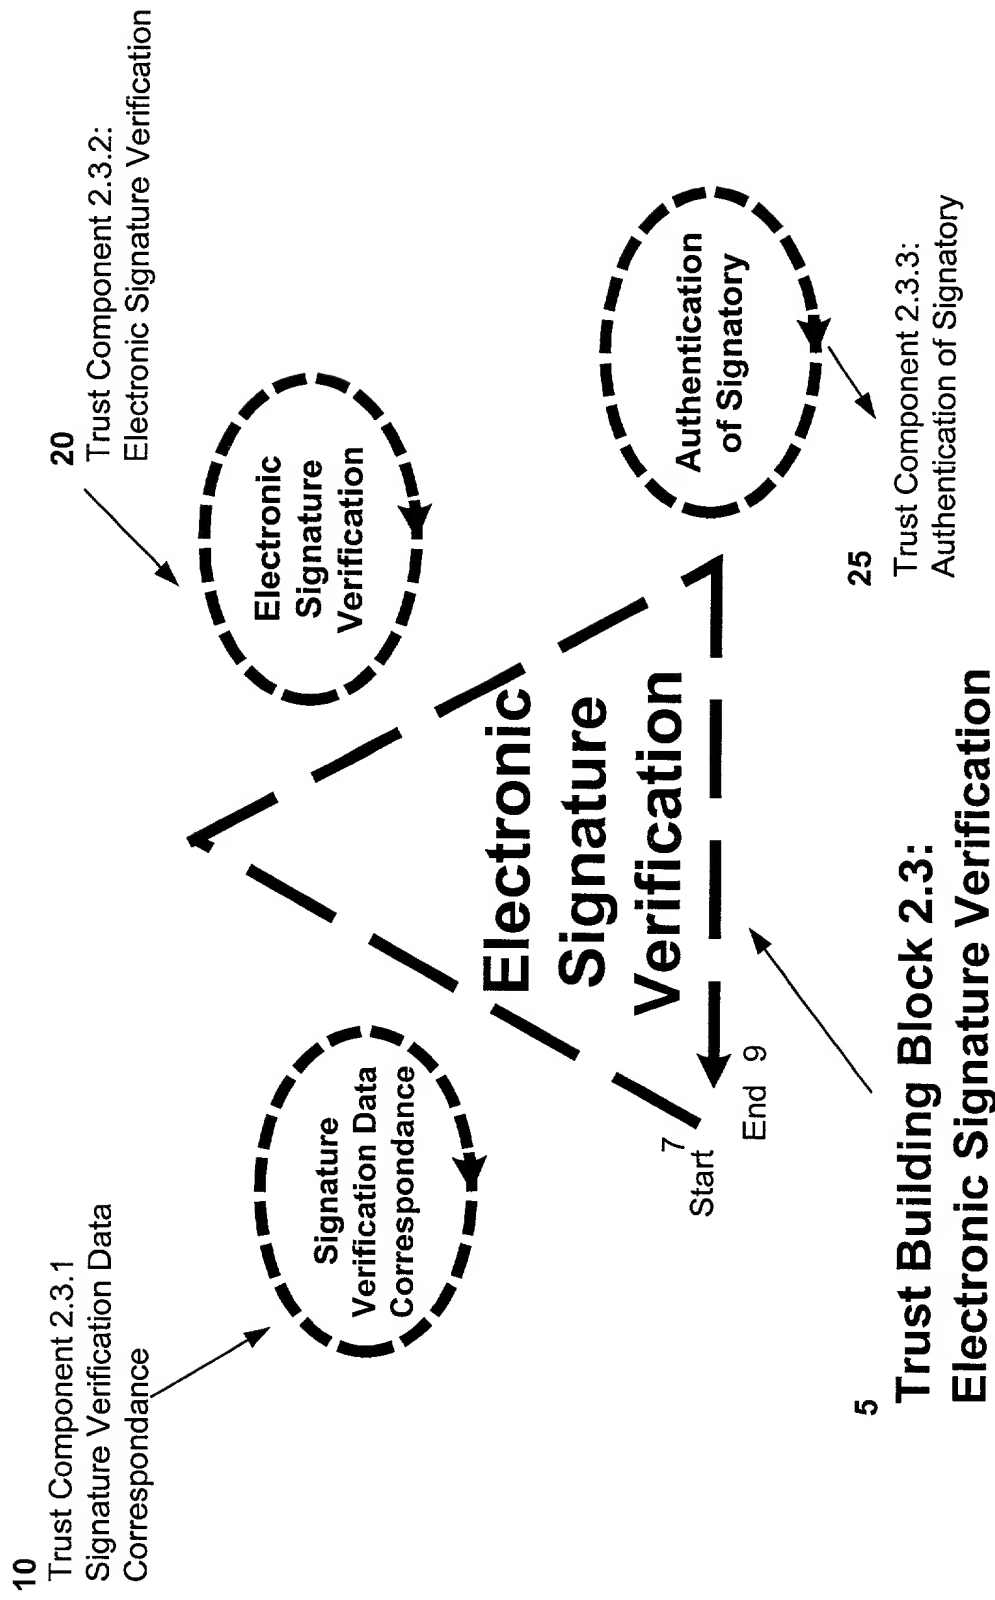 10
Trust Component 2.3.1
Signature Verification Data
Correspondance
20
Trust Component 2.3.2:
Electronic Signature Verification
Signature
Verification Data
Correspondance
Electronic
Signature
Verification
Electronic
Signature
Verification
Authentication
of Signatory
7
Start
End 9
25
Trust Component 2.3.3:
Authentication of Signatory
5
Trust Building Block 2.3:
Electronic Signature Verification